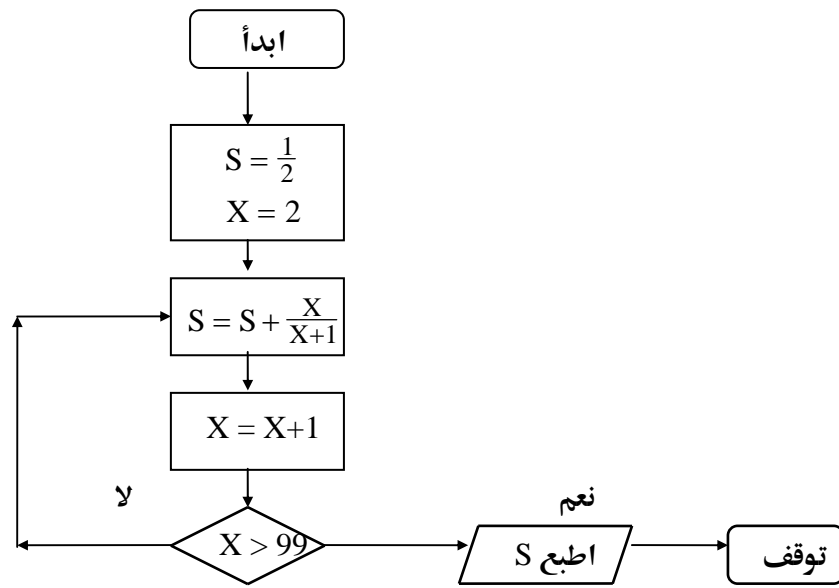 ابدأ
S = 1/2
X = 2
S = S + X/X+1
X = X+1
لا
نعم
X > 99
اطبع S
توقف